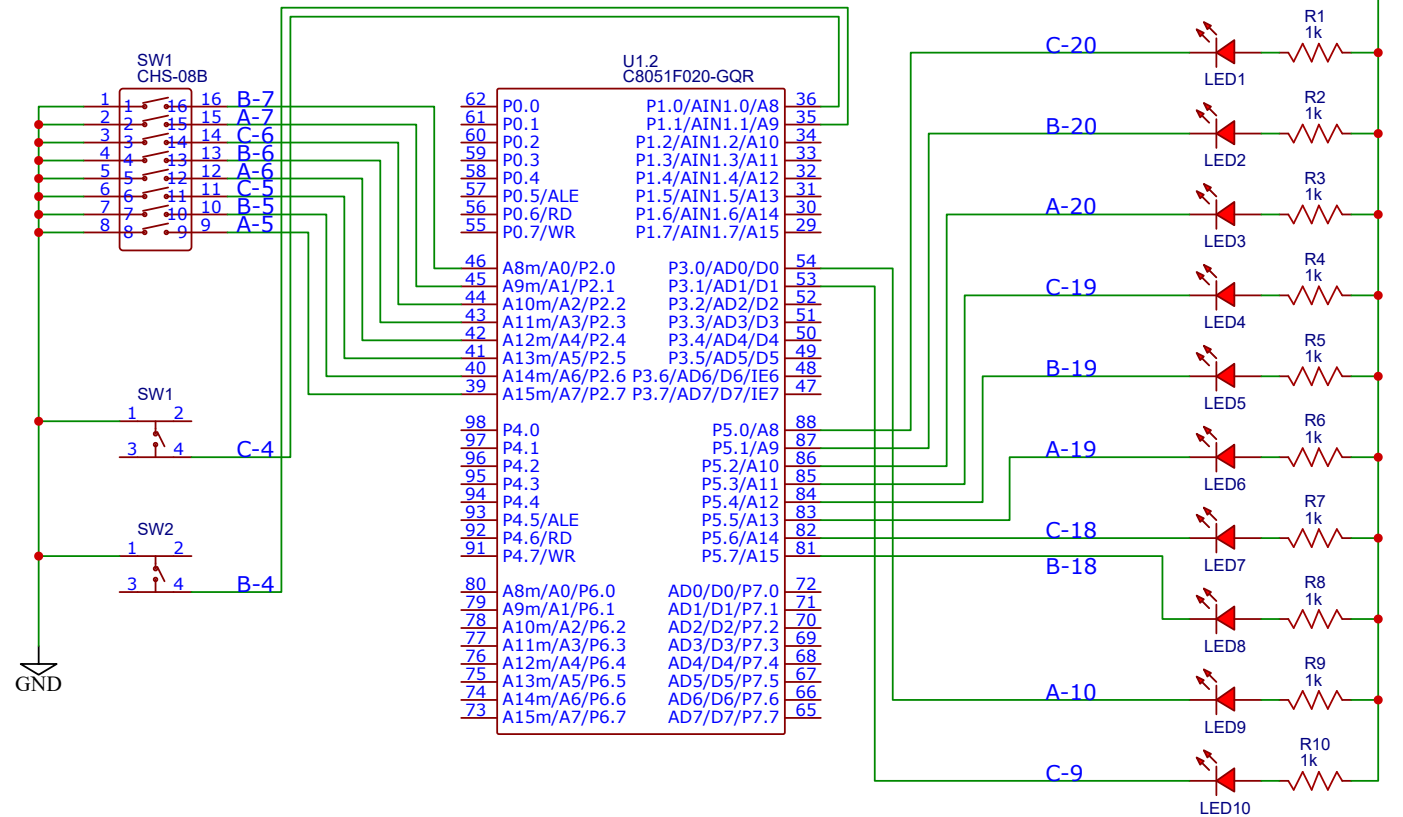 SW1
CHS-08B
1 1 16 16 B-7
2 2 15 15 A-7
3 3 14 14 C-6
4 4 13 13 B-6
5 5 12 12 A-6
6 6 11 11 C-5
7 7 10 10 B-5
8 8 9 9 A-5
SW1
1 2
3 4 C-4
SW2
1 2
3 4 B-4
GND
U1.2
C8051F020-GQR
62 P0.0 P1.0/AIN1.0/A8 36
61 P0.1 P1.1/AIN1.1/A9 35
60 P0.2 P1.2/AIN1.2/A10 34
59 P0.3 P1.3/AIN1.3/A11 33
58 P0.4 P1.4/AIN1.4/A12 32
57 P0.5/ALE P1.5/AIN1.5/A13 31
56 P0.6/RD P1.6/AIN1.6/A14 30
55 P0.7/WR P1.7/AIN1.7/A15 29
46 A8m/A0/P2.0 P3.0/AD0/D0 54
45 A9m/A1/P2.1 P3.1/AD1/D1 53
44 A10m/A2/P2.2 P3.2/AD2/D2 52
43 A11m/A3/P2.3 P3.3/AD3/D3 51
42 A12m/A4/P2.4 P3.4/AD4/D4 50
41 A13m/A5/P2.5 P3.5/AD5/D5 49
40 A14m/A6/P2.6 P3.6/AD6/D6/IE6 48
39 A15m/A7/P2.7 P3.7/AD7/D7/IE7 47
98 P4.0 P5.0/A8 88
97 P4.1 P5.1/A9 87
96 P4.2 P5.2/A10 86
95 P4.3 P5.3/A11 85
94 P4.4 P5.4/A12 84
93 P4.5/ALE P5.5/A13 83
92 P4.6/RD P5.6/A14 82
91 P4.7/WR P5.7/A15 81
80 A8m/A0/P6.0 AD0/D0/P7.0 72
79 A9m/A1/P6.1 AD1/D1/P7.1 71
78 A10m/A2/P6.2 AD2/D2/P7.2 70
77 A11m/A3/P6.3 AD3/D3/P7.3 69
76 A12m/A4/P6.4 AD4/D4/P7.4 68
75 A13m/A5/P6.5 AD5/D5/P7.5 67
74 A14m/A6/P6.6 AD6/D6/P7.6 66
73 A15m/A7/P6.7 AD7/D7/P7.7 65
R1
1k
C-20
LED1
R2
1k
B-20
LED2
R3
1k
A-20
LED3
R4
1k
C-19
LED4
R5
1k
B-19
LED5
R6
1k
A-19
LED6
R7
1k
C-18
LED7
B-18
R8
1k
LED8
R9
1k
A-10
LED9
R10
1k
C-9
LED10